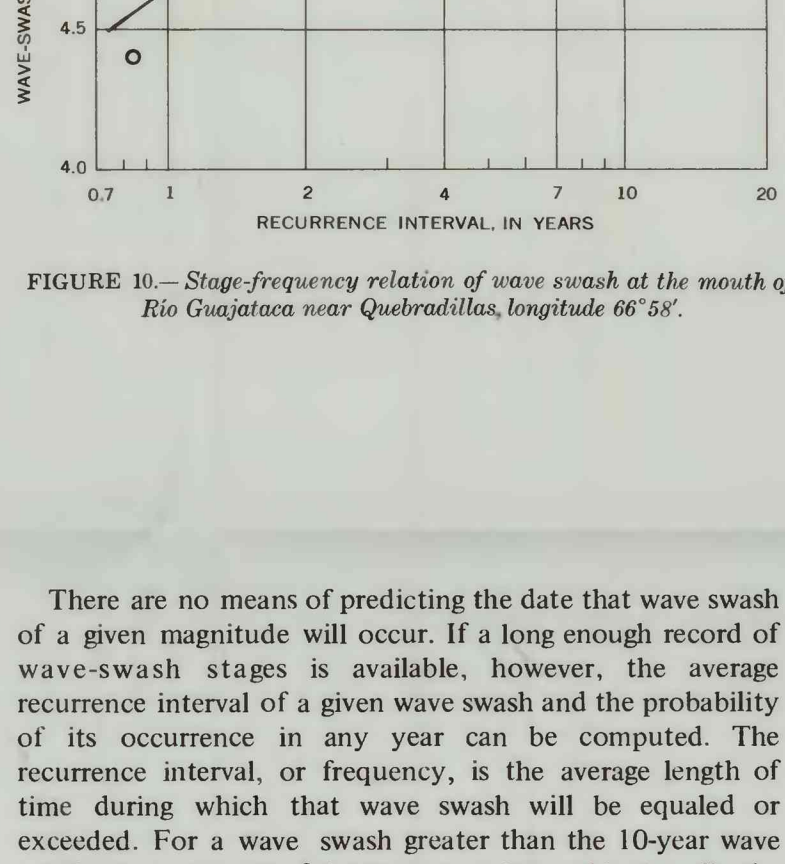 WAVE-SWAS
4.5
4.0
0.7 1 2 4 7 10 20
RECURRENCE INTERVAL, IN YEARS
FIGURE 10.— Stage-frequency relation of wave swash at the mouth o
Río Guajataca near Quebradillas, longitude 66°58'.
There are no means of predicting the date that wave swash
of a given magnitude will occur. If a long enough record of
wave-swash stages is available, however, the average
recurrence interval of a given wave swash and the probability
of its occurrence in any year can be computed. The
recurrence interval, or frequency, is the average length of
time during which that wave swash will be equaled or
exceeded. For a wave swash greater than the 10-year wave